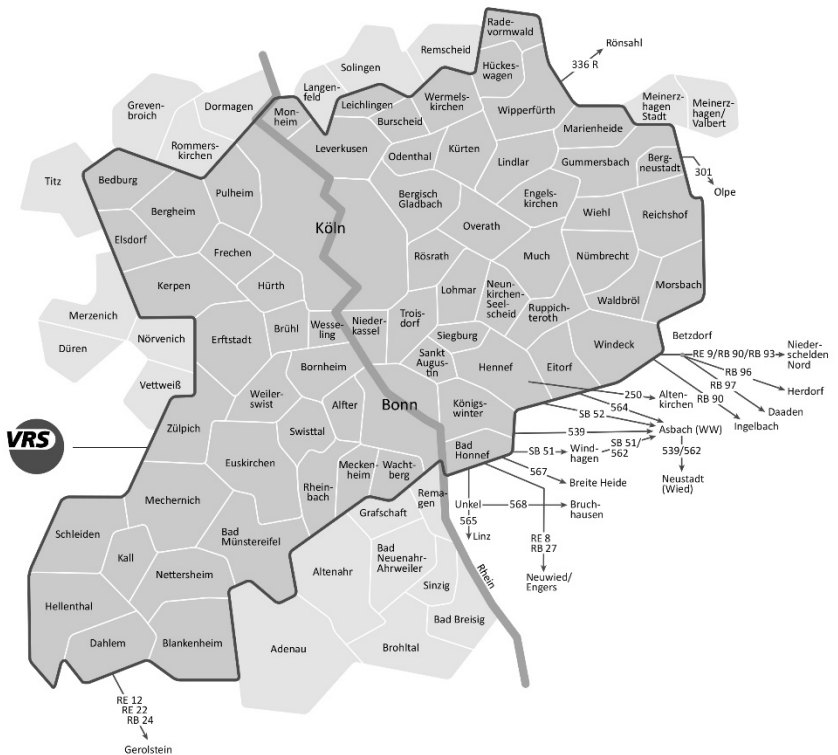 Rade-
vormwald
Rönsahl
336 R
Remscheid
Solingen
Hückes-
wagen
Langen-
feld
Leichlingen
Wermels-
kirchen
Wipperfürth
Meinerz-
hagen
Stadt
Meinerz-
hagen/
Valbert
Greven-
broich
Dormagen
Mon-
heim
Burscheid
Marienheide
Rommers-
kirchen
Leverkusen
Odenthal
Kürten
Lindlar
Gummersbach
Berg-
neustadt
301
Olpe
Titz
Bedburg
Pulheim
Bergheim
Bergisch
Gladbach
Engels-
kirchen
Wiehl
Reichshof
Köln
Overath
Elsdorf
Frechen
Rösrath
Much
Nümbrecht
Kerpen
Hürth
Lohmar
Neun-
kirchen-
Seel-
scheid
Ruppich-
teroth
Waldbröl
Morsbach
Merzenich
Düren
Nörvenich
Erftstadt
Brühl
Wesse-
ling
Nieder-
kassel
Trois-
dorf
Siegburg
Windeck
Betzdorf
RE 9/RB 90/RB 93
Nieder-
schelden
Nord
Vettweiß
Bornheim
Sankt
Augus-
tin
Hennef
Eitorf
RB 96
Herdorf
RB 97
Daaden
RB 90
Ingelbach
Weiler-
swist
Alfter
Bonn
Königs-
winter
250
Alten-
kirchen
564
SB 52
VRS
Zülpich
Swisttal
539
Asbach (WW)
Bad
Honnef
SB 51
Wind-
hagen
SB 51/
562
539/562
Neustadt
(Wied)
Euskirchen
Mecken-
heim
Wacht-
berg
567
Breite Heide
Mechernich
Rhein-
bach
Rema-
gen
Unkel
568
Bruch-
hausen
565
Linz
Grafschaft
Schleiden
Bad
Münstereifel
Kall
RE 8
RB 27
Neuwied/
Engers
Bad
Neuenahr-
Ahrweiler
Altenahr
Nettersheim
Sinzig
Rhein
Hellenthal
Bad Breisig
Dahlem
Blankenheim
Adenau
Brohltal
RE 12
RE 22
RB 24
Gerolstein